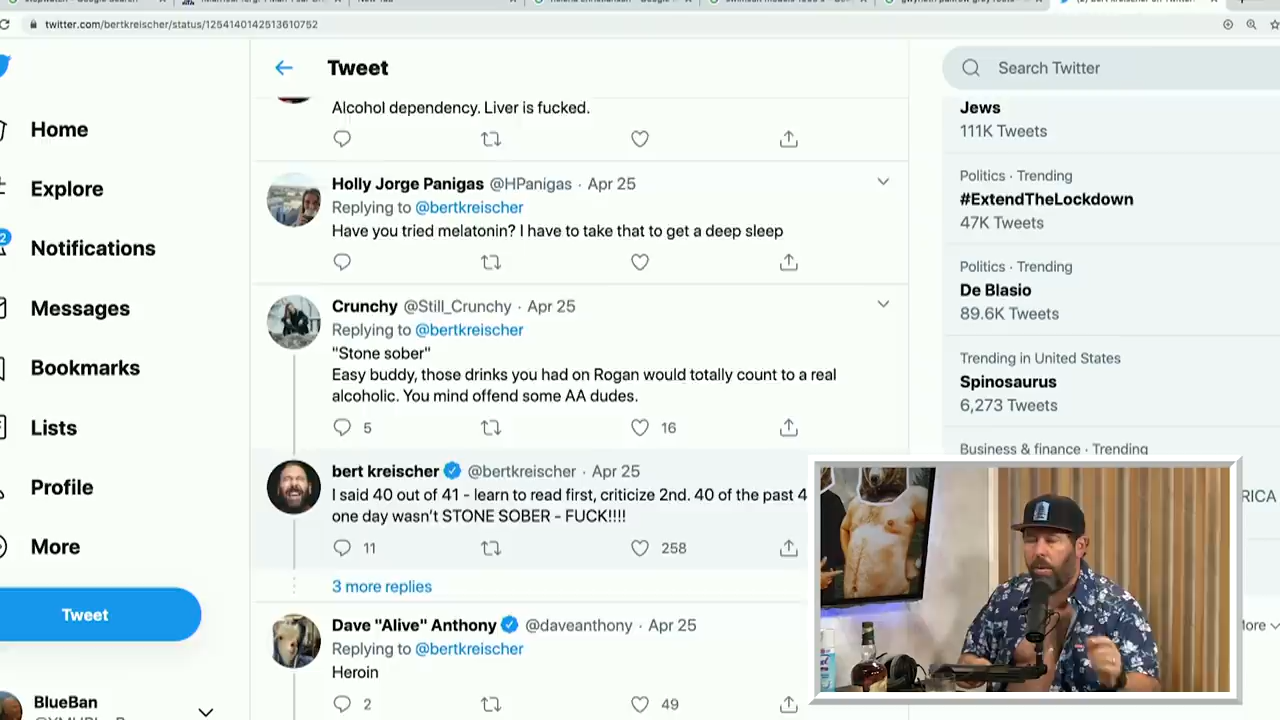 twitter.com/bertkreischer/status/1254140142513610752
Tweet
Search Twitter
Home
Explore
Notifications
Messages
Bookmarks
Lists
Profile
More
Tweet
BlueBan
Alcohol dependency. Liver is fucked.
Holly Jorge Panigas @HPanigas · Apr 25
Replying to @bertkreischer
Have you tried melatonin? I have to take that to get a deep sleep
Crunchy @Still_Crunchy · Apr 25
Replying to @bertkreischer
"Stone sober"
Easy buddy, those drinks you had on Rogan would totally count to a real
alcoholic. You mind offend some AA dudes.
5 16
bert kreischer @bertkreischer · Apr 25
I said 40 out of 41 - learn to read first, criticize 2nd. 40 of the past 4
one day wasn't STONE SOBER - FUCK!!!!
11 258
3 more replies
Dave "Alive" Anthony @daveanthony · Apr 25
Replying to @bertkreischer
Heroin
2 49
Jews
111K Tweets
Politics · Trending
#ExtendTheLockdown
47K Tweets
Politics · Trending
De Blasio
89.6K Tweets
Trending in United States
Spinosaurus
6,273 Tweets
Business & finance · Trending